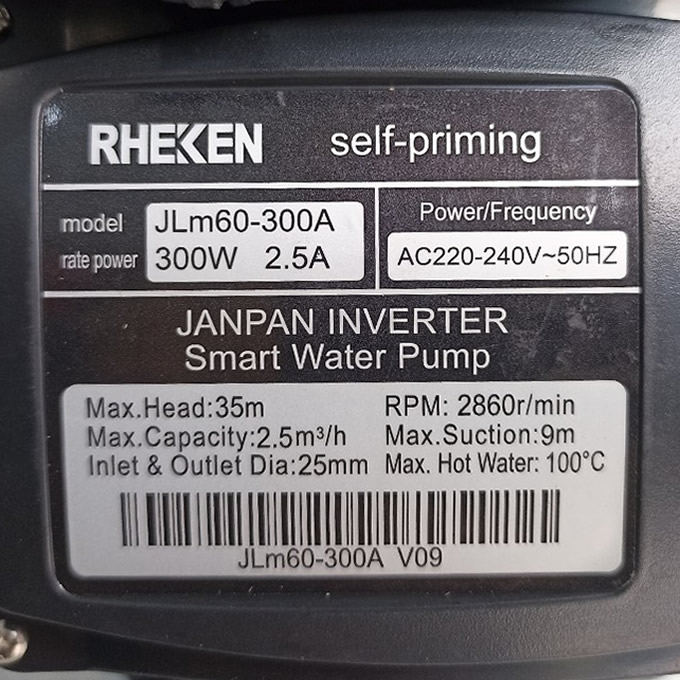 RHEKEN self-priming
model JLm60-300A
rate power 300W 2.5A
Power/Frequency
AC220-240V~50HZ
JANPAN INVERTER
Smart Water Pump
Max.Head:35m RPM: 2860r/min
Max.Capacity:2.5m³/h Max.Suction:9m
Inlet & Outlet Dia:25mm Max. Hot Water: 100°C
JLm60-300A V09